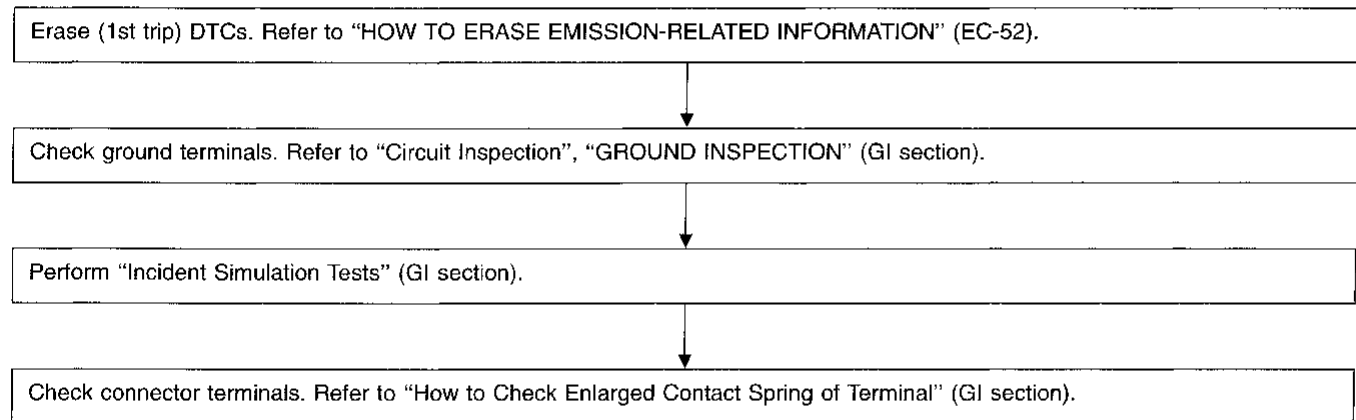 Erase (1st trip) DTCs. Refer to “HOW TO ERASE EMISSION-RELATED INFORMATION” (EC-52).
Check ground terminals. Refer to “Circuit Inspection”, “GROUND INSPECTION” (GI section).
Perform “Incident Simulation Tests” (GI section).
Check connector terminals. Refer to “How to Check Enlarged Contact Spring of Terminal” (GI section).